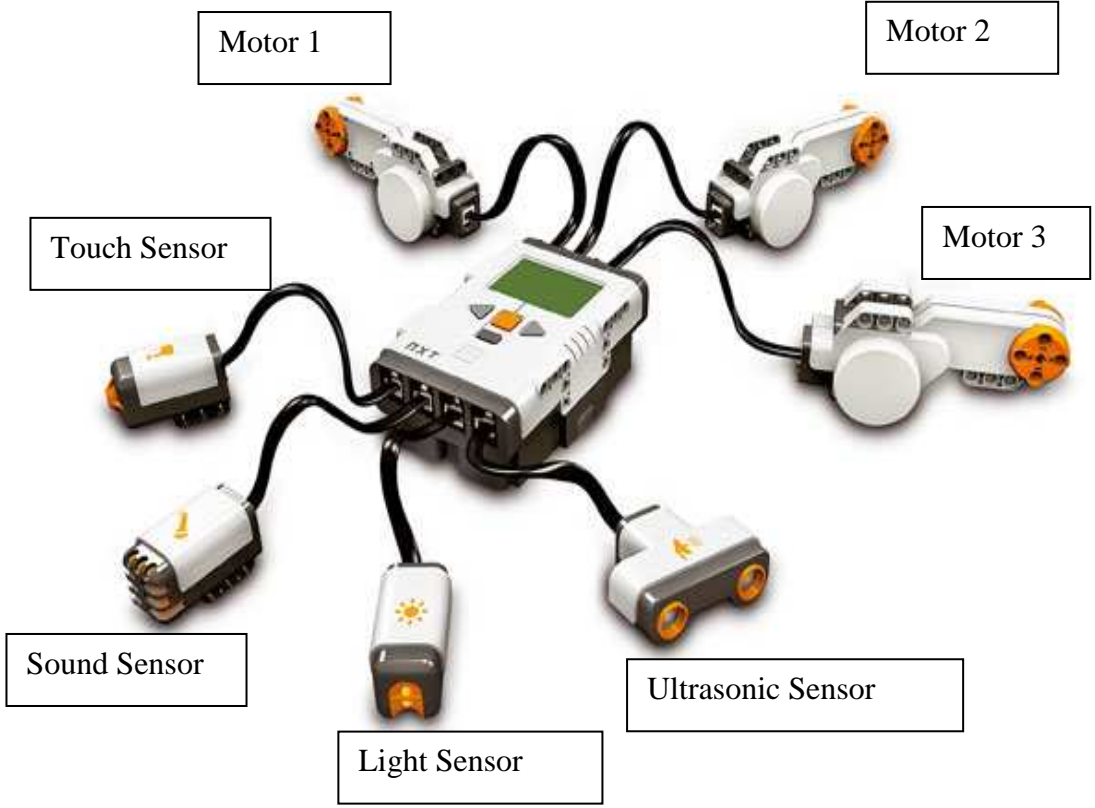 Motor 1
Motor 2
Touch Sensor
Motor 3
NXT
Sound Sensor
Ultrasonic Sensor
Light Sensor